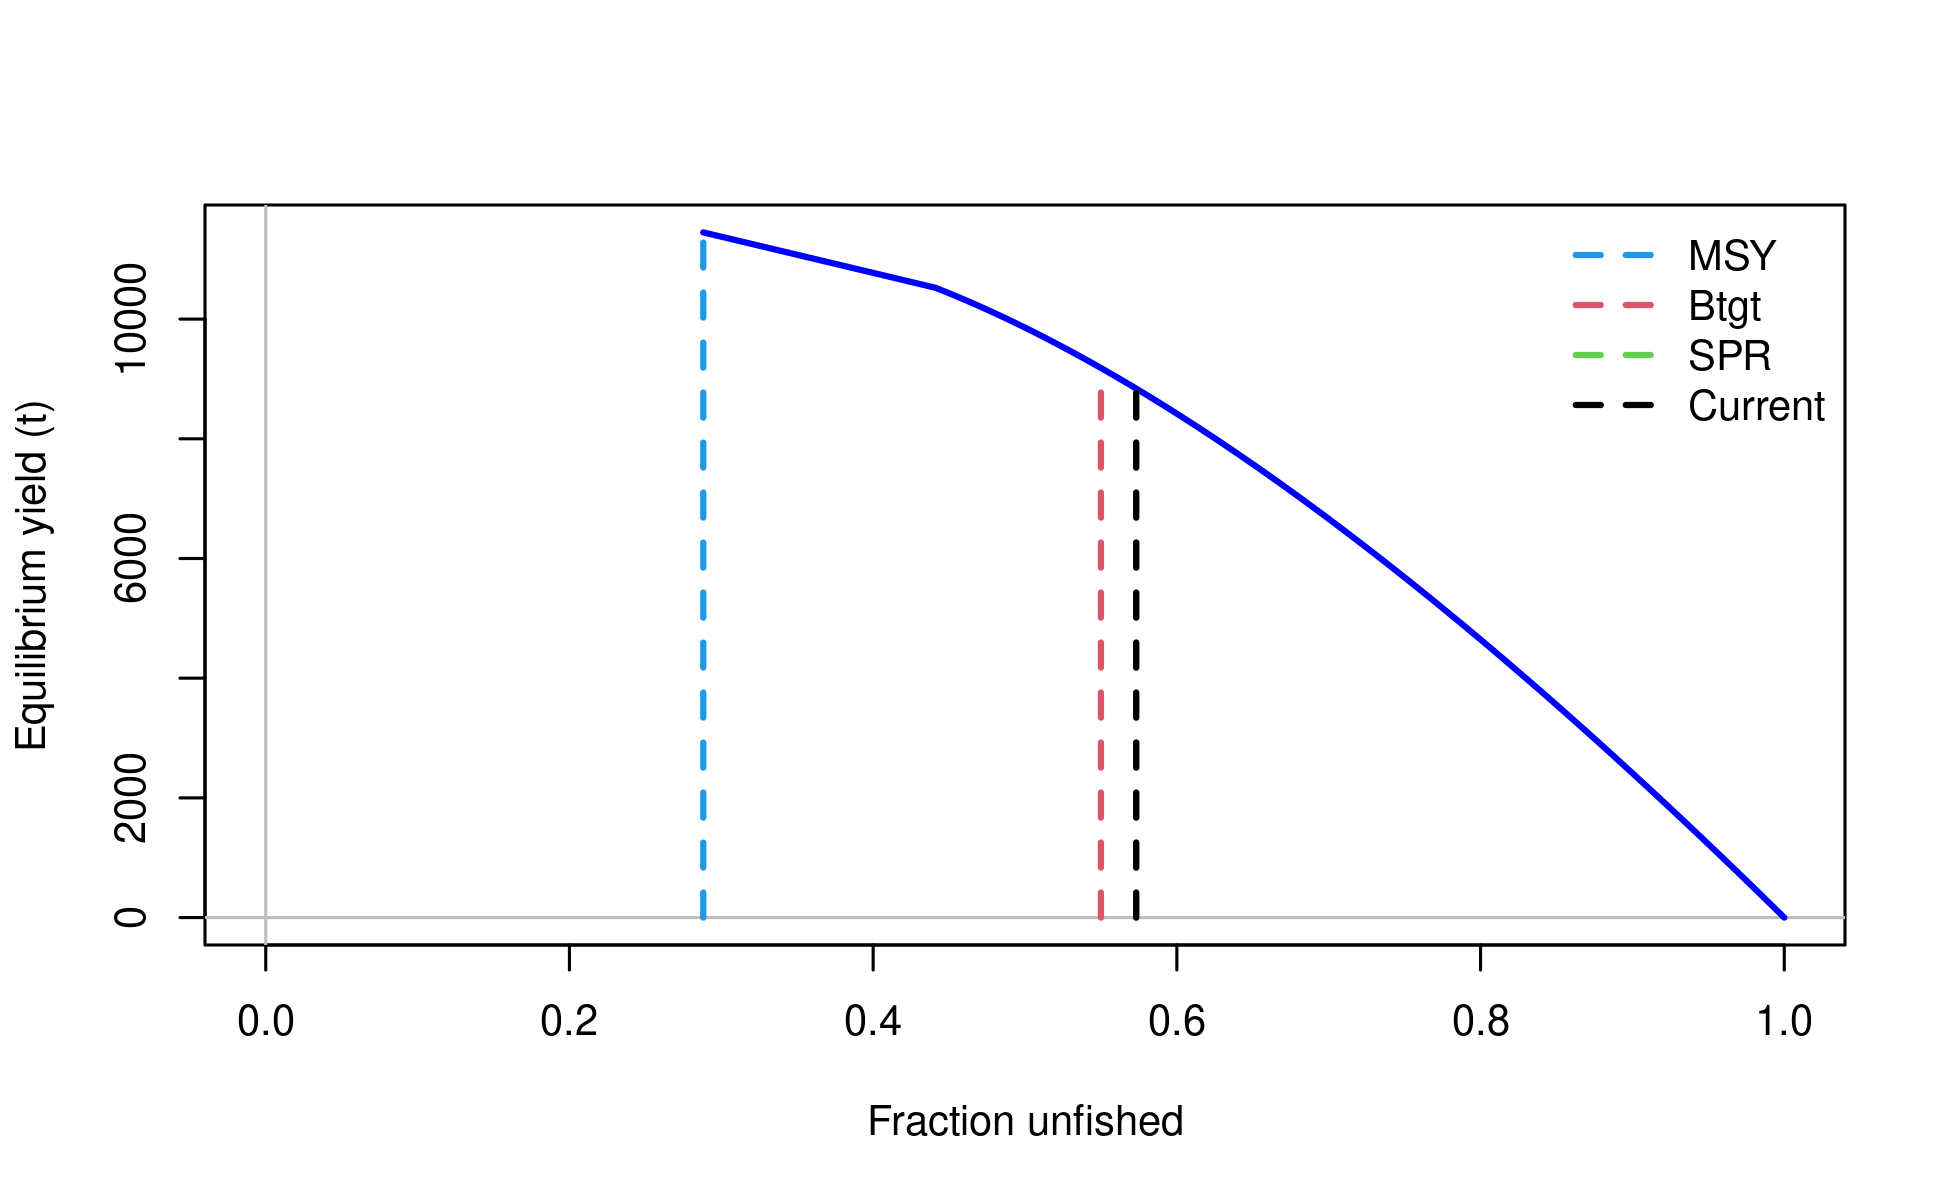 MSY
Btgt
SPR
Current
Equilibrium yield (t)
10000
6000
2000
0
0.0 0.2 0.4 0.6 0.8 1.0
Fraction unfished